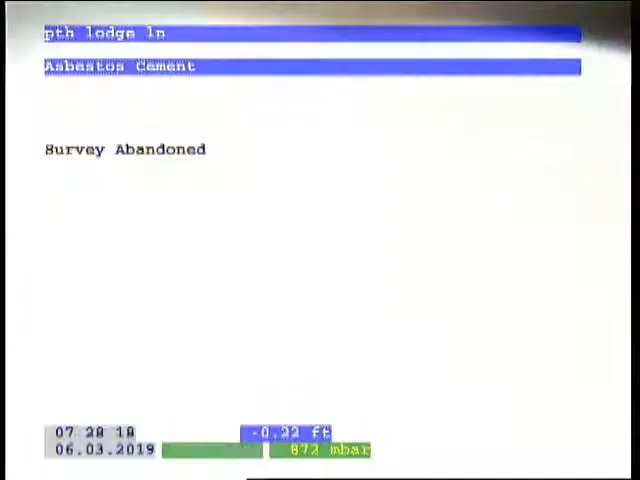 pth lodge ln
Asbestos Cement
Survey Abandoned
07 28 18
-0.22 ft
06.03.2019
872 mbar